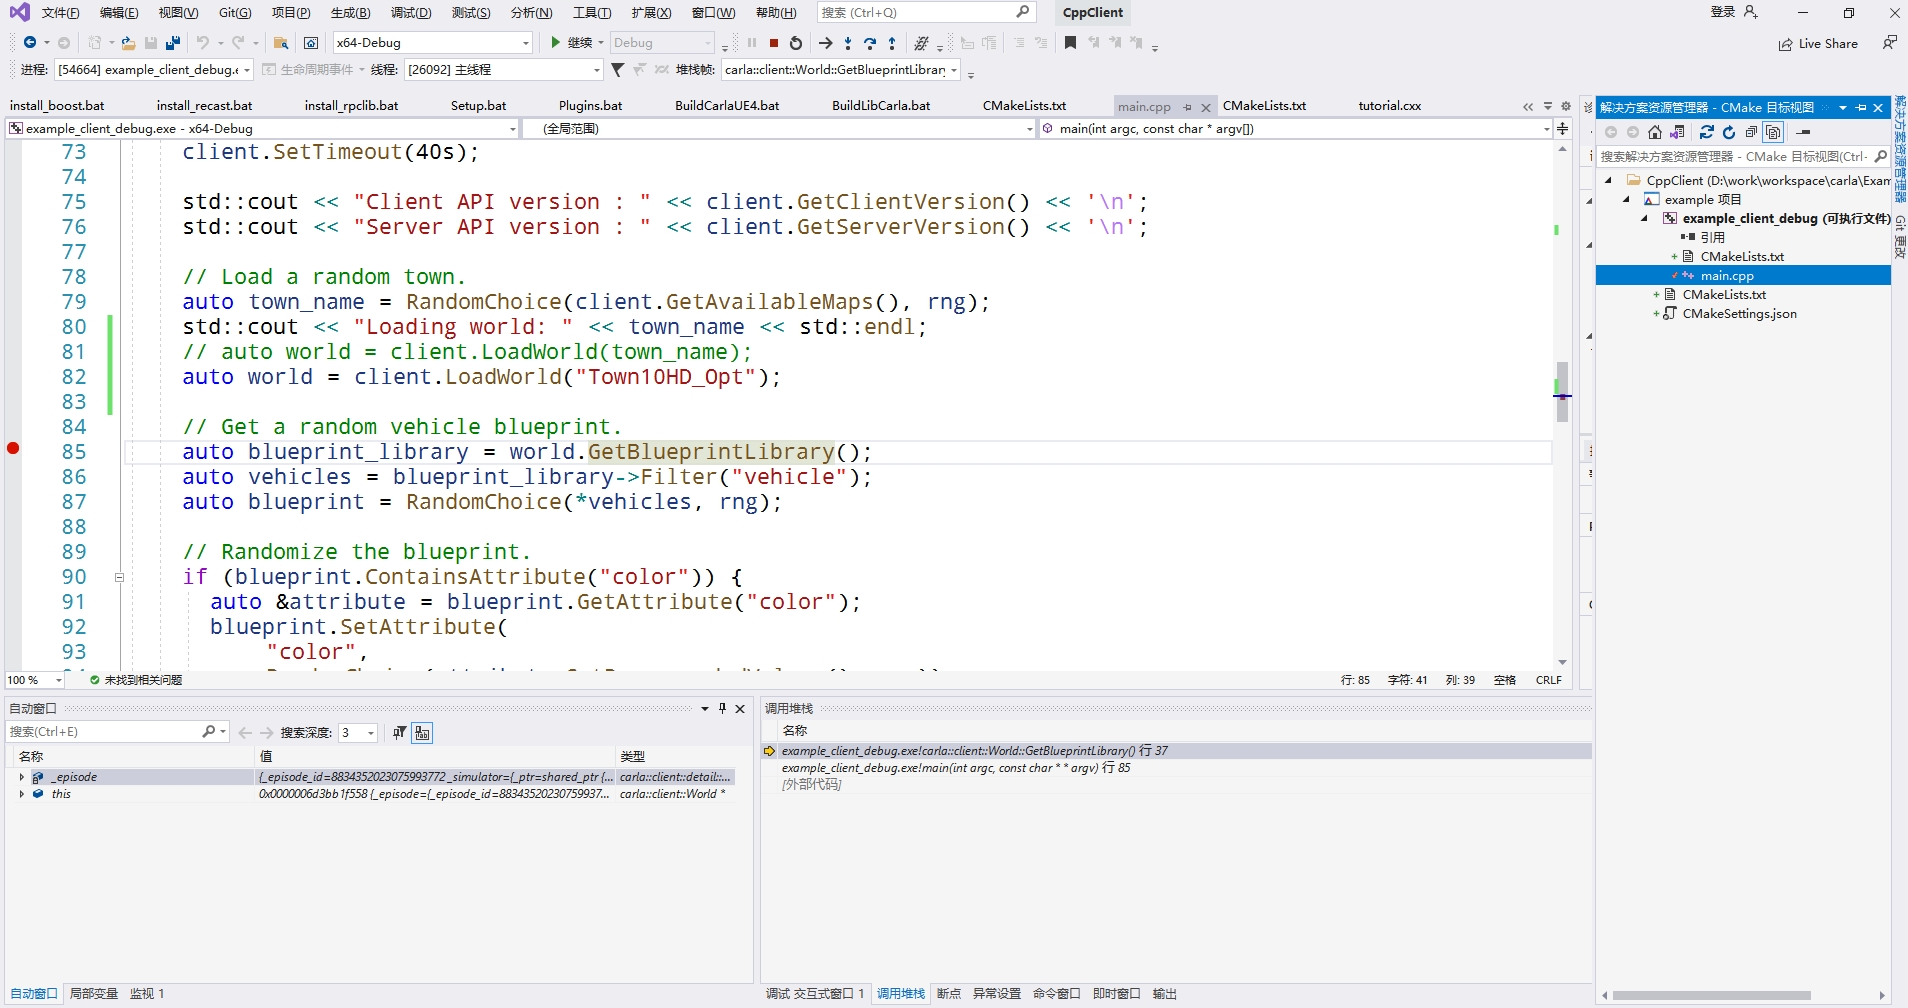 文件(F) 编辑(E) 视图(V) Git(G) 项目(P) 生成(B) 调试(D) 测试(S) 分析(N) 工具(T) 扩展(X) 窗口(W) 帮助(H) 搜索 (Ctrl+Q) CppClient 登录
x64-Debug 继续 Debug Live Share
进程: [54664] example_client_debug.e 生命周期事件 线程: [26092] 主线程 堆栈帧: carla::client::World::GetBlueprintLibrary
install_boost.bat install_recast.bat install_rpclib.bat Setup.bat Plugins.bat BuildCarlaUE4.bat BuildLibCarla.bat CMakeLists.txt main.cpp CMakeLists.txt tutorial.cxx
example_client_debug.exe - x64-Debug (全局范围) main(int argc, const char * argv[])
73 client.SetTimeout(40s);
74
75 std::cout << "Client API version : " << client.GetClientVersion() << '\n';
76 std::cout << "Server API version : " << client.GetServerVersion() << '\n';
77
78 // Load a random town.
79 auto town_name = RandomChoice(client.GetAvailableMaps(), rng);
80 std::cout << "Loading world: " << town_name << std::endl;
81 // auto world = client.LoadWorld(town_name);
82 auto world = client.LoadWorld("Town10HD_Opt");
83
84 // Get a random vehicle blueprint.
85 auto blueprint_library = world.GetBlueprintLibrary();
86 auto vehicles = blueprint_library->Filter("vehicle");
87 auto blueprint = RandomChoice(*vehicles, rng);
88
89 // Randomize the blueprint.
90 if (blueprint.ContainsAttribute("color")) {
91 auto &attribute = blueprint.GetAttribute("color");
92 blueprint.SetAttribute(
93 "color",
100 % 未找到相关问题 行: 85 字符: 41 列: 39 空格 CRLF
解决方案资源管理器 - CMake 目标视图
搜索解决方案资源管理器 - CMake 目标视图(Ctrl-
CppClient (D:\work\workspace\carla\Exam
example 项目
example_client_debug (可执行文件)
引用
CMakeLists.txt
main.cpp
CMakeLists.txt
CMakeSettings.json
解决方案资源管理器
Git 更改
自动窗口
搜索(Ctrl+E) 搜索深度: 3
名称 值 类型
_episode {_episode_id=8834352023075993772 _simulator={_ptr=shared_ptr {... carla::client::detail::...
this 0x0000006d3bb1f558 {_episode={_episode_id=88343520230759937... carla::client::World *
自动窗口 局部变量 监视 1
调用堆栈
名称
example_client_debug.exe!carla::client::World::GetBlueprintLibrary() 行 37
example_client_debug.exe!main(int argc, const char * * argv) 行 85
[外部代码]
调试 交互式窗口 1 调用堆栈 断点 异常设置 命令窗口 即时窗口 输出